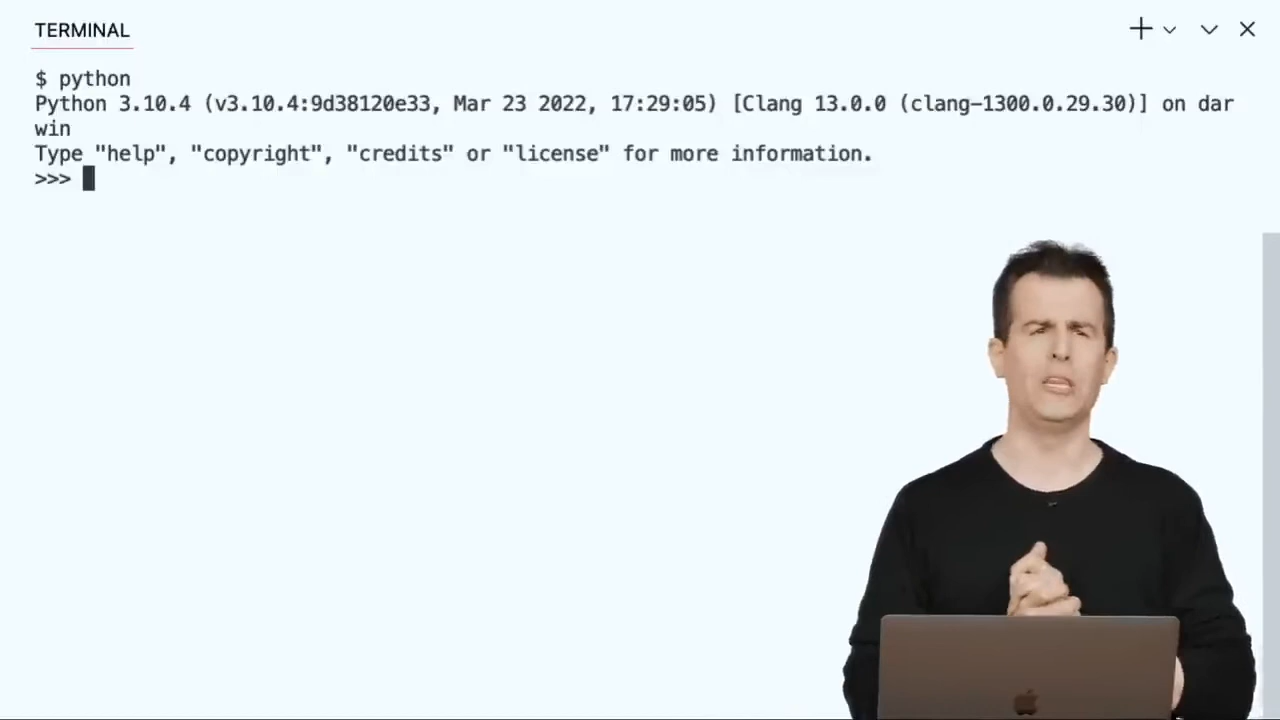 TERMINAL
$ python
Python 3.10.4 (v3.10.4:9d38120e33, Mar 23 2022, 17:29:05) [Clang 13.0.0 (clang-1300.0.29.30)] on dar
win
Type "help", "copyright", "credits" or "license" for more information.
>>>